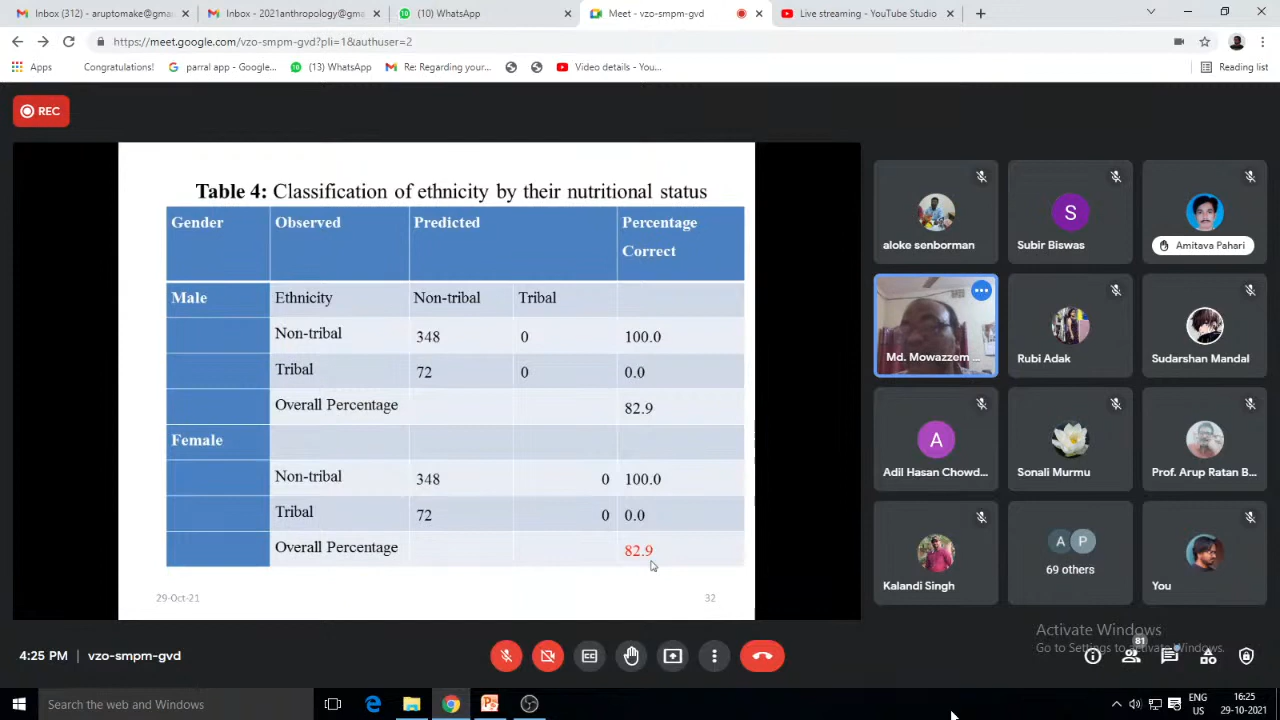 Inbox (312) - aruptomake@gmai
Inbox - 2021anthropology@gma
(10) WhatsApp
Meet - vzo-smpm-gvd
Live streaming - YouTube Studio
https://meet.google.com/vzo-smpm-gvd?pli=1&authuser=2
Apps
Congratulations!
parral app - Google...
(13) WhatsApp
Re: Regarding your...
Video details - You...
Reading list
REC
Table 4: Classification of ethnicity by their nutritional status
Gender Observed Predicted Percentage
Correct
Male Ethnicity Non-tribal Tribal
Non-tribal 348 0 100.0
Tribal 72 0 0.0
Overall Percentage 82.9
Female
Non-tribal 348 0 100.0
Tribal 72 0 0.0
Overall Percentage 82.9
29-Oct-21 32
aloke senborman
S
Subir Biswas
Amitava Pahari
Md. Mowazzem ...
Rubi Adak
Sudarshan Mandal
A
Adil Hasan Chowd...
Sonali Murmu
Prof. Arup Ratan B...
Kalandi Singh
A P
69 others
You
Activate Windows
Go to Settings to activate Windows.
4:25 PM | vzo-smpm-gvd
81
Search the web and Windows
ENG
US
16:25
29-10-2021